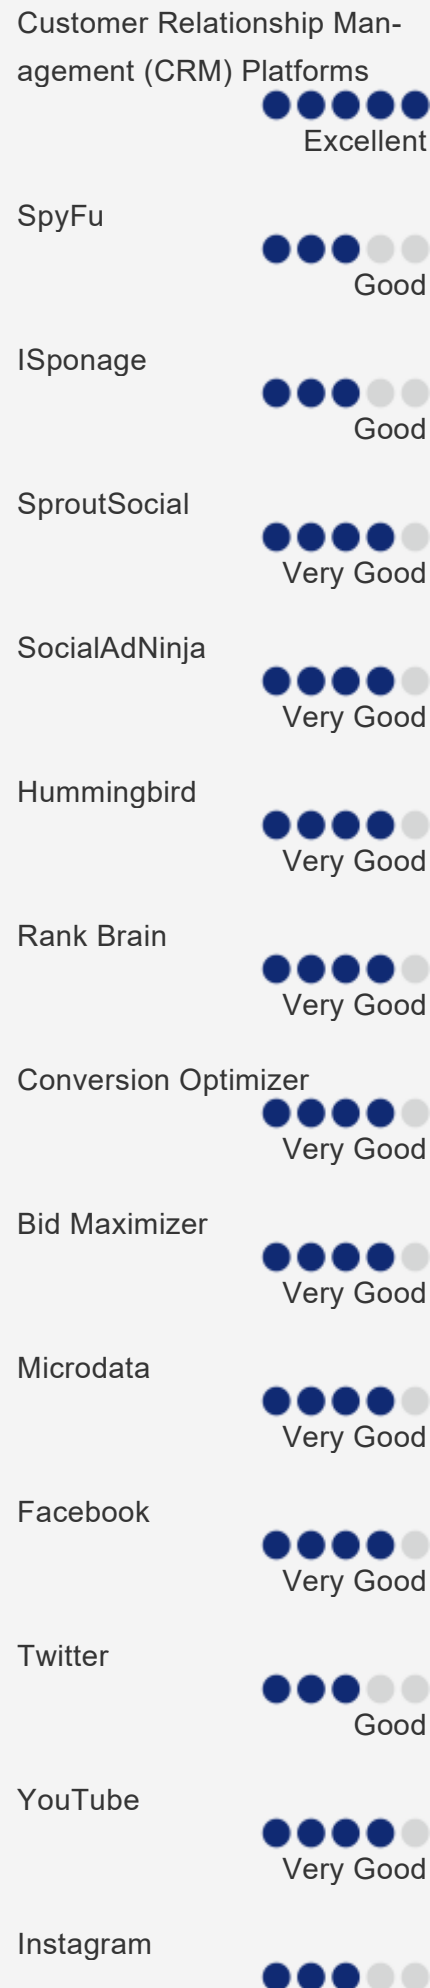 Customer Relationship Man-
agement (CRM) Platforms
Excellent
SpyFu
Good
ISponage
Good
SproutSocial
Very Good
SocialAdNinja
Very Good
Hummingbird
Very Good
Rank Brain
Very Good
Conversion Optimizer
Very Good
Bid Maximizer
Very Good
Microdata
Very Good
Facebook
Very Good
Twitter
Good
YouTube
Very Good
Instagram